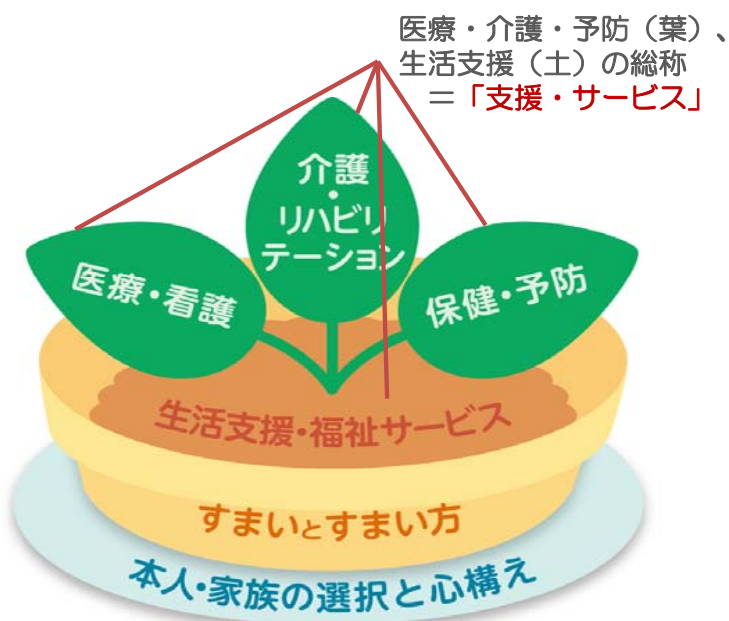 医療・介護・予防（葉）、
生活支援（土）の総称
＝「支援・サービス」
介護
・
リハビリ
テーション
医療・看護
保健・予防
生活支援・福祉サービス
すまいとすまい方
本人・家族の選択と心構え